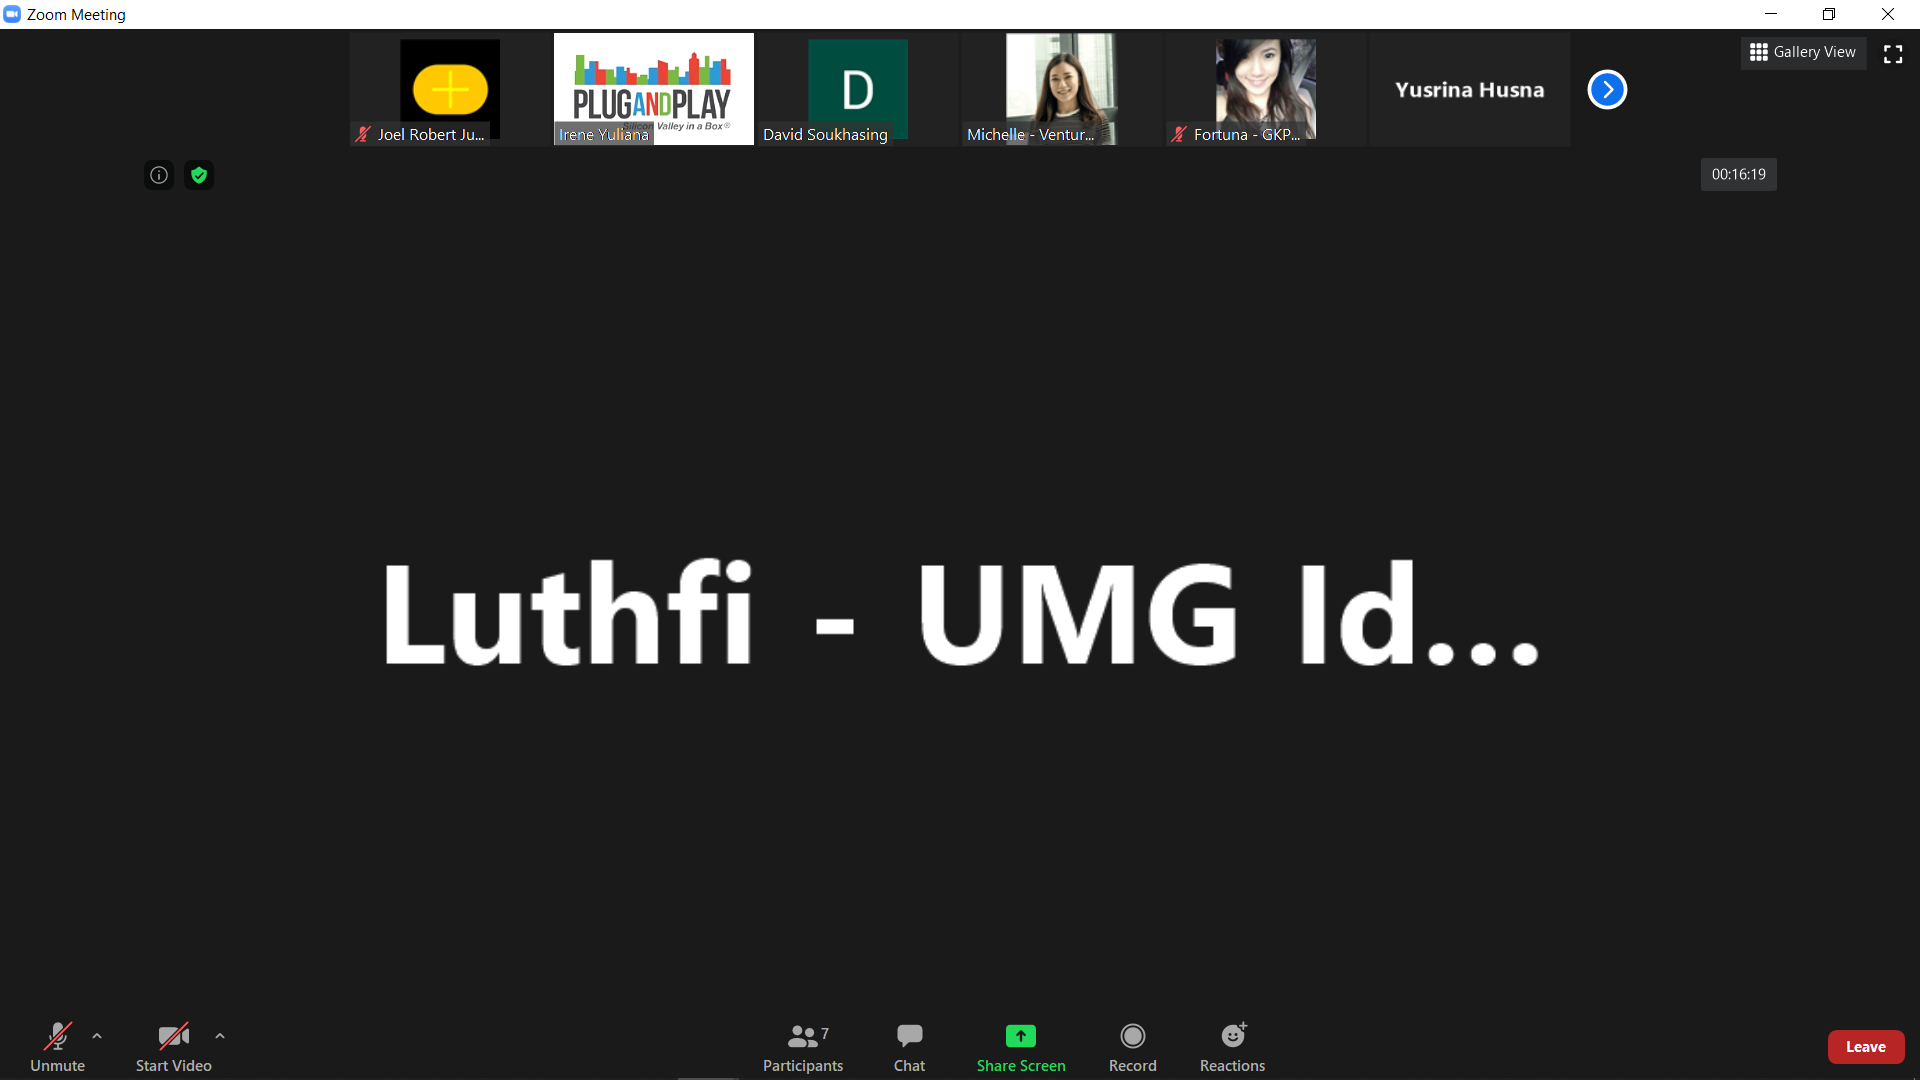 Zoom Meeting
Joel Robert Ju...
PLUGANDPLAY
Silicon Valley in a Box®
Irene Yuliana
D
David Soukhasing
Michelle - Ventur...
Fortuna - GKP...
Yusrina Husna
Gallery View
00:16:19
Luthfi - UMG Id...
Unmute
Start Video
7
Participants
Chat
Share Screen
Record
Reactions
Leave